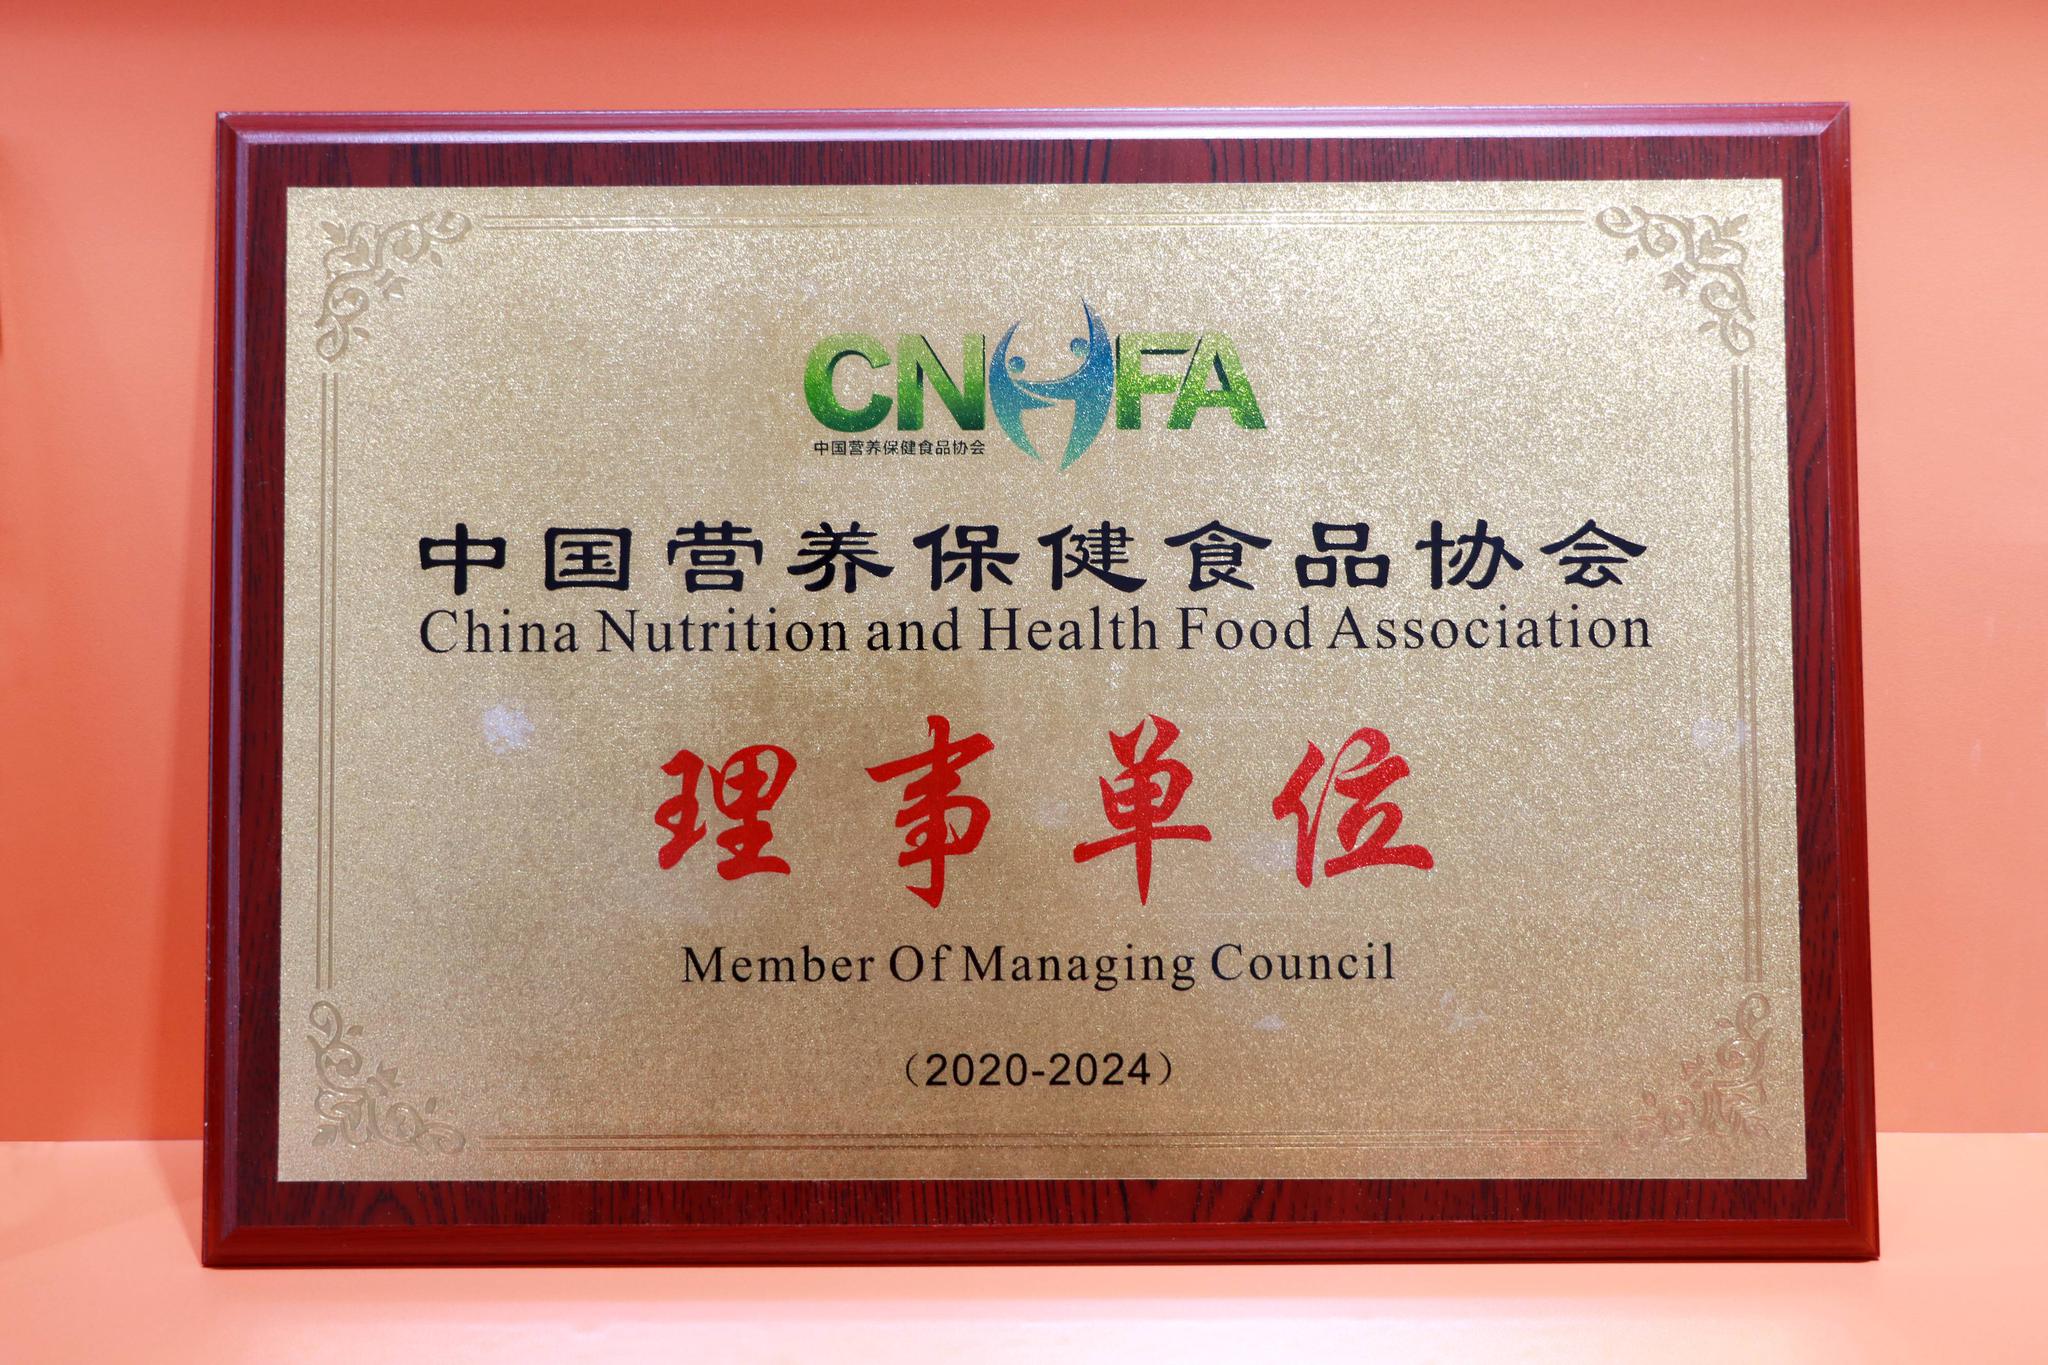 CNHFA
中国营养保健食品协会
中国营养保健食品协会
China Nutrition and Health Food Association
理事单位
Member Of Managing Council
（2020-2024）